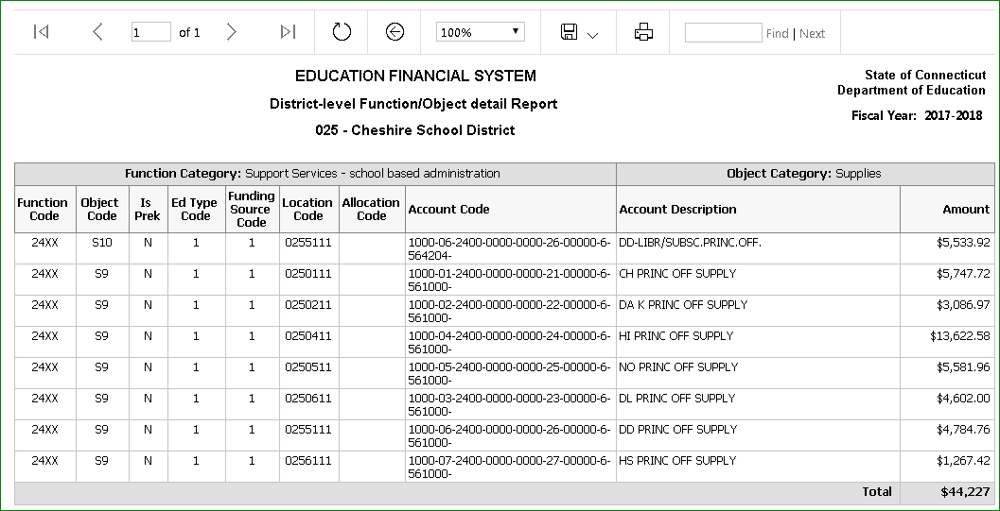 1 of 1 100% Find | Next
EDUCATION FINANCIAL SYSTEM
District-level Function/Object detail Report
025 - Cheshire School District
State of Connecticut
Department of Education
Fiscal Year: 2017-2018
Function Category: Support Services - school based administration Object Category: Supplies
Function Code Object Code Is Prek Ed Type Code Funding Source Code Location Code Allocation Code Account Code Account Description Amount
24XX S10 N 1 1 0255111 1000-06-2400-0000-0000-26-00000-6- DD-LIBR/SUBSC.PRINC.OFF. $5,533.92
564204-
24XX S9 N 1 1 0250111 1000-01-2400-0000-0000-21-00000-6- CH PRINC OFF SUPPLY $5,747.72
561000-
24XX S9 N 1 1 0250211 1000-02-2400-0000-0000-22-00000-6- DA K PRINC OFF SUPPLY $3,086.97
561000-
24XX S9 N 1 1 0250411 1000-04-2400-0000-0000-24-00000-6- HI PRINC OFF SUPPLY $13,622.58
561000-
24XX S9 N 1 1 0250511 1000-05-2400-0000-0000-25-00000-6- NO PRINC OFF SUPPLY $5,581.96
561000-
24XX S9 N 1 1 0250611 1000-03-2400-0000-0000-23-00000-6- DL PRINC OFF SUPPLY $4,602.00
561000-
24XX S9 N 1 1 0255111 1000-06-2400-0000-0000-26-00000-6- DD PRINC OFF SUPPLY $4,784.76
561000-
24XX S9 N 1 1 0256111 1000-07-2400-0000-0000-27-00000-6- HS PRINC OFF SUPPLY $1,267.42
561000-
Total $44,227